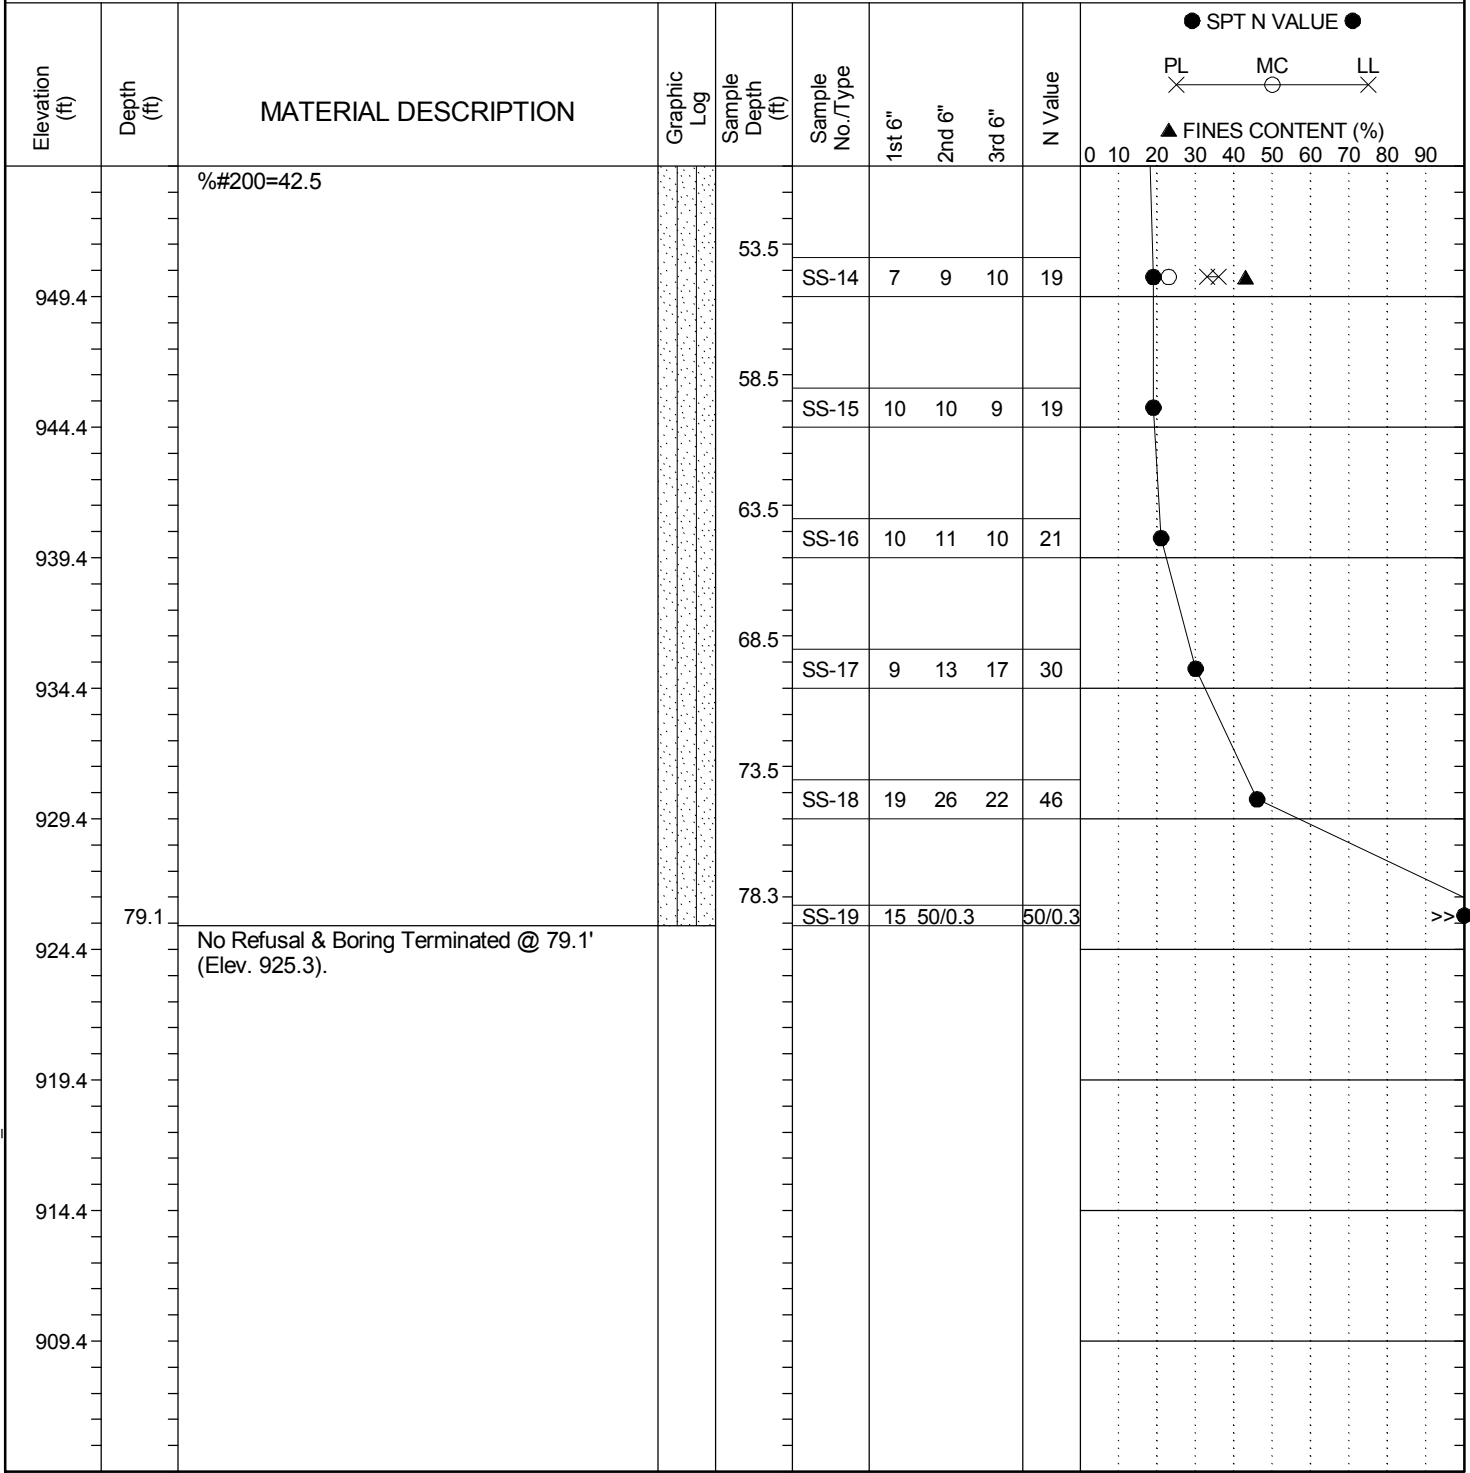 ● SPT N VALUE ●
PL MC LL
▲ FINES CONTENT (%)
0 10 20 30 40 50 60 70 80 90
Elevation (ft)
Depth (ft)
MATERIAL DESCRIPTION
Graphic Log
Sample Depth (ft)
Sample No./Type
1st 6"
2nd 6"
3rd 6"
N Value
%#200=42.5
53.5
SS-14 7 9 10 19
949.4
58.5
SS-15 10 10 9 19
944.4
63.5
SS-16 10 11 10 21
939.4
68.5
SS-17 9 13 17 30
934.4
73.5
SS-18 19 26 22 46
929.4
78.3
79.1 SS-19 15 50/0.3 50/0.3 >>
No Refusal & Boring Terminated @ 79.1'
924.4
(Elev. 925.3).
919.4
914.4
909.4